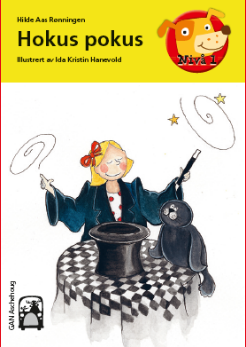 Hilde Aas Rønningen
Hokus pokus
Illustrert av Ida Kristin Hanevold
Nivå 1
GAN Aschehoug